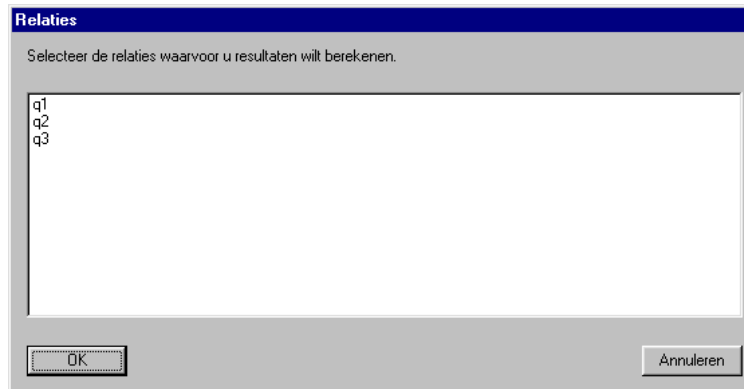 Relaties
Selecteer de relaties waarvoor u resultaten wilt berekenen.
q1
q2
q3
OK
Annuleren